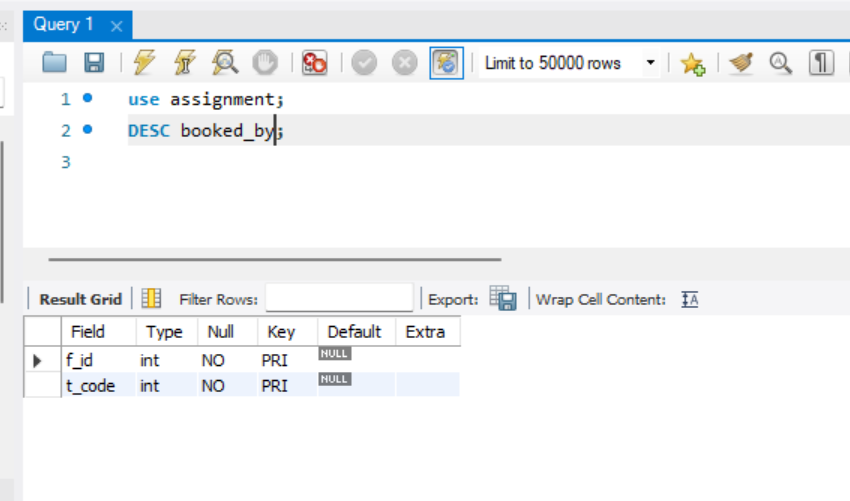 Query 1
Limit to 50000 rows
1 use assignment;
2 DESC booked_by;
3
Result Grid Filter Rows: Export: Wrap Cell Content:
Field Type Null Key Default Extra
f_id int NO PRI NULL
t_code int NO PRI NULL